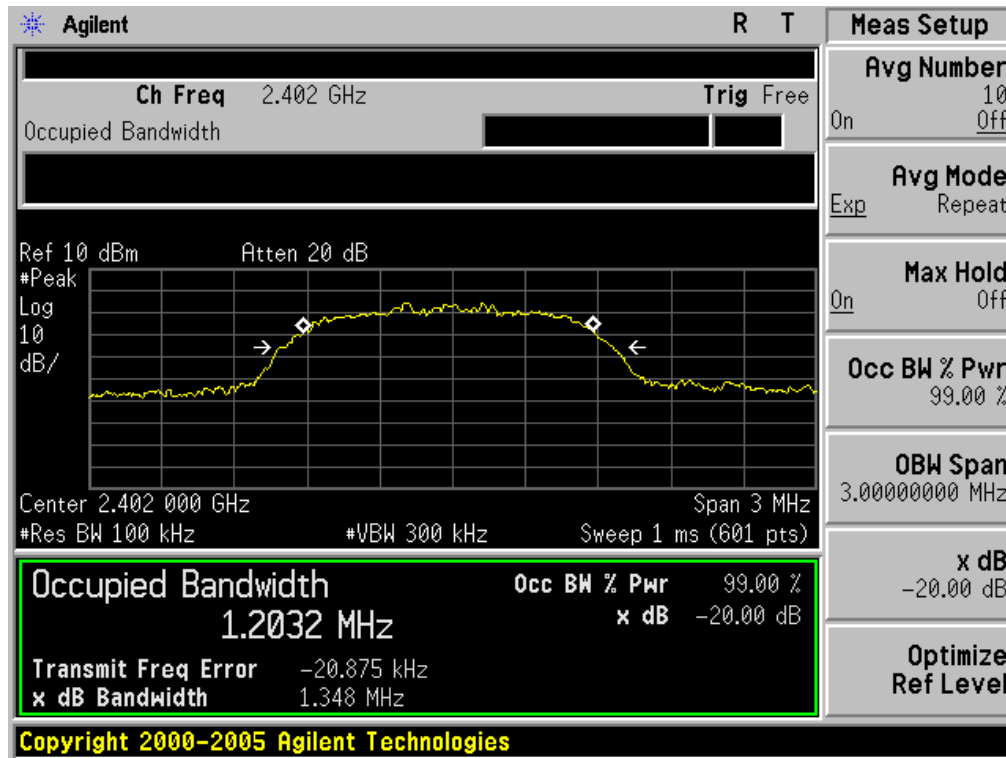 Agilent R T
Ch Freq 2.402 GHz Trig Free
Occupied Bandwidth
Ref 10 dBm Atten 20 dB
#Peak
Log
10
dB/
Center 2.402 000 GHz Span 3 MHz
#Res BW 100 kHz #VBW 300 kHz Sweep 1 ms (601 pts)
Occupied Bandwidth Occ BW % Pwr 99.00 %
1.2032 MHz x dB -20.00 dB
Transmit Freq Error -20.875 kHz
x dB Bandwidth 1.348 MHz
Copyright 2000-2005 Agilent Technologies
Meas Setup
Avg Number
10
On Off
Avg Mode
Exp Repeat
Max Hold
On Off
Occ BW % Pwr
99.00 %
OBW Span
3.00000000 MHz
x dB
-20.00 dB
Optimize
Ref Level